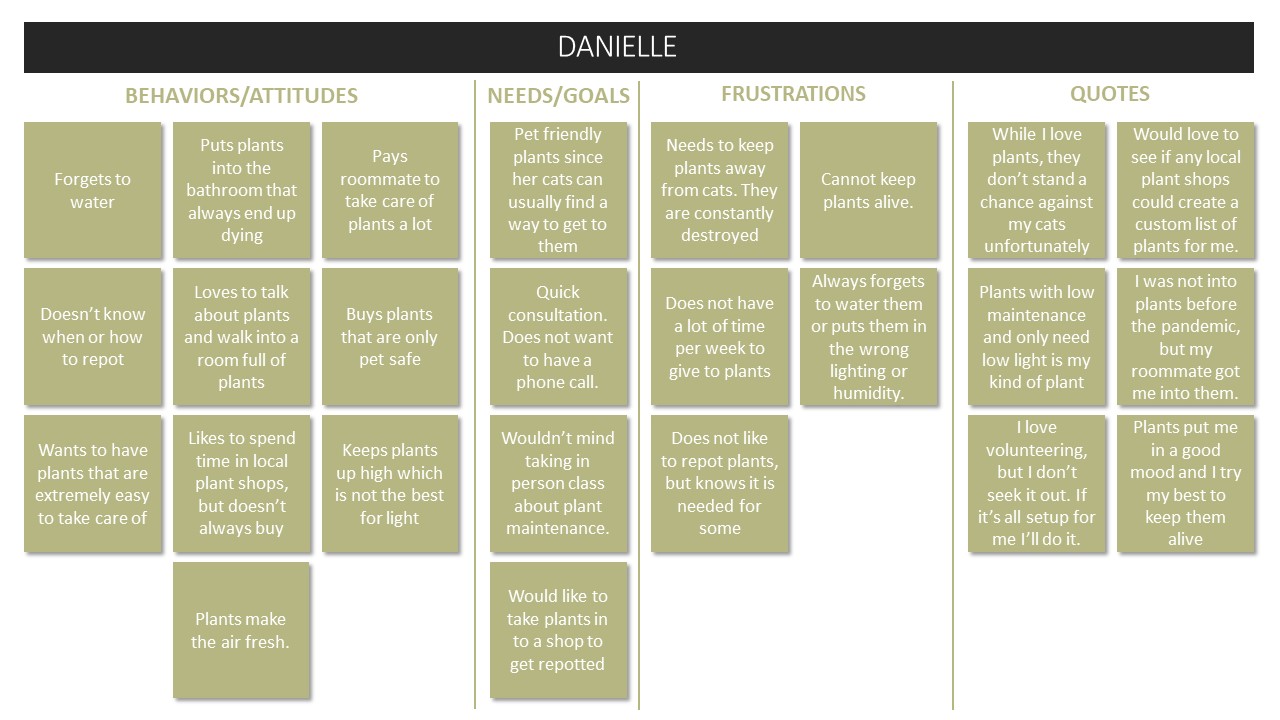 DANIELLE
BEHAVIORS/ATTITUDES
Forgets to
water
Puts plants
into the
bathroom that
always end up
dying
Pays
roommate to
take care of
plants a lot
Doesn’t know
when or how
to repot
Loves to talk
about plants
and walk into a
room full of
plants
Buys plants
that are only
pet safe
Wants to have
plants that are
extremely easy
to take care of
Likes to spend
time in local
plant shops,
but doesn’t
always buy
Keeps plants
up high which
is not the best
for light
Plants make
the air fresh.
NEEDS/GOALS
Pet friendly
plants since
her cats can
usually find a
way to get to
them
Quick
consultation.
Does not want
to have a
phone call.
Wouldn’t mind
taking in
person class
about plant
maintenance.
Would like to
take plants in
to a shop to
get repotted
FRUSTRATIONS
Needs to keep
plants away
from cats. They
are constantly
destroyed
Cannot keep
plants alive.
Does not have
a lot of time
per week to
give to plants
Always forgets
to water them
or puts them in
the wrong
lighting or
humidity.
Does not like
to repot plants,
but knows it is
needed for
some
QUOTES
While I love
plants, they
don’t stand a
chance against
my cats
unfortunately
Would love to
see if any local
plant shops
could create a
custom list of
plants for me.
Plants with low
maintenance
and only need
low light is my
kind of plant
I was not into
plants before
the pandemic,
but my
roommate got
me into them.
I love
volunteering,
but I don’t
seek it out. If
it’s all setup for
me I’ll do it.
Plants put me
in a good
mood and I try
my best to
keep them
alive